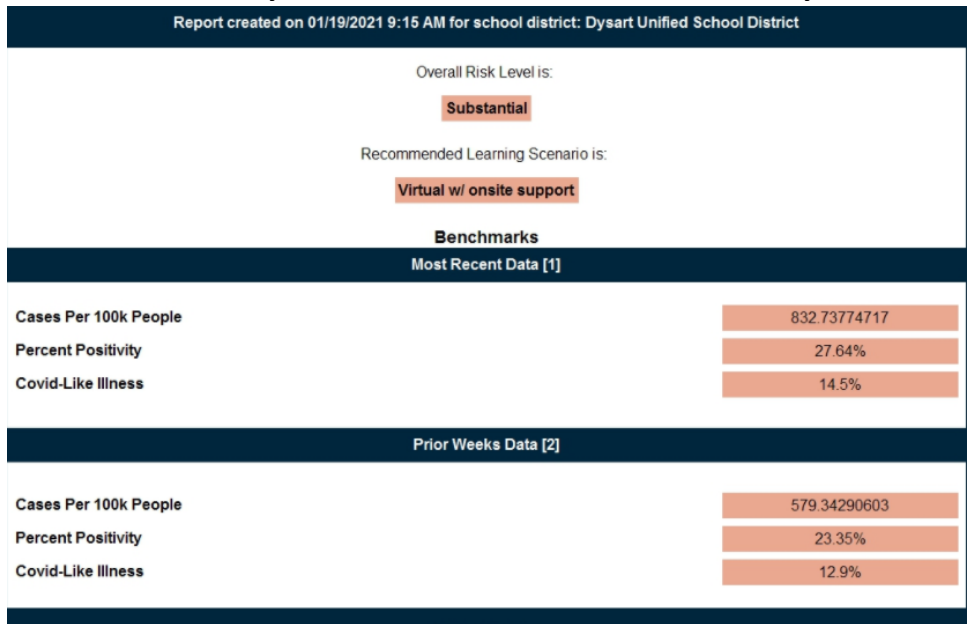 Report created on 01/19/2021 9:15 AM for school district: Dysart Unified School District
Overall Risk Level is:
Substantial
Recommended Learning Scenario is:
Virtual w/ onsite support
Benchmarks
Most Recent Data [1]
Cases Per 100k People 832.73774717
Percent Positivity 27.64%
Covid-Like Illness 14.5%
Prior Weeks Data [2]
Cases Per 100k People 579.34290603
Percent Positivity 23.35%
Covid-Like Illness 12.9%